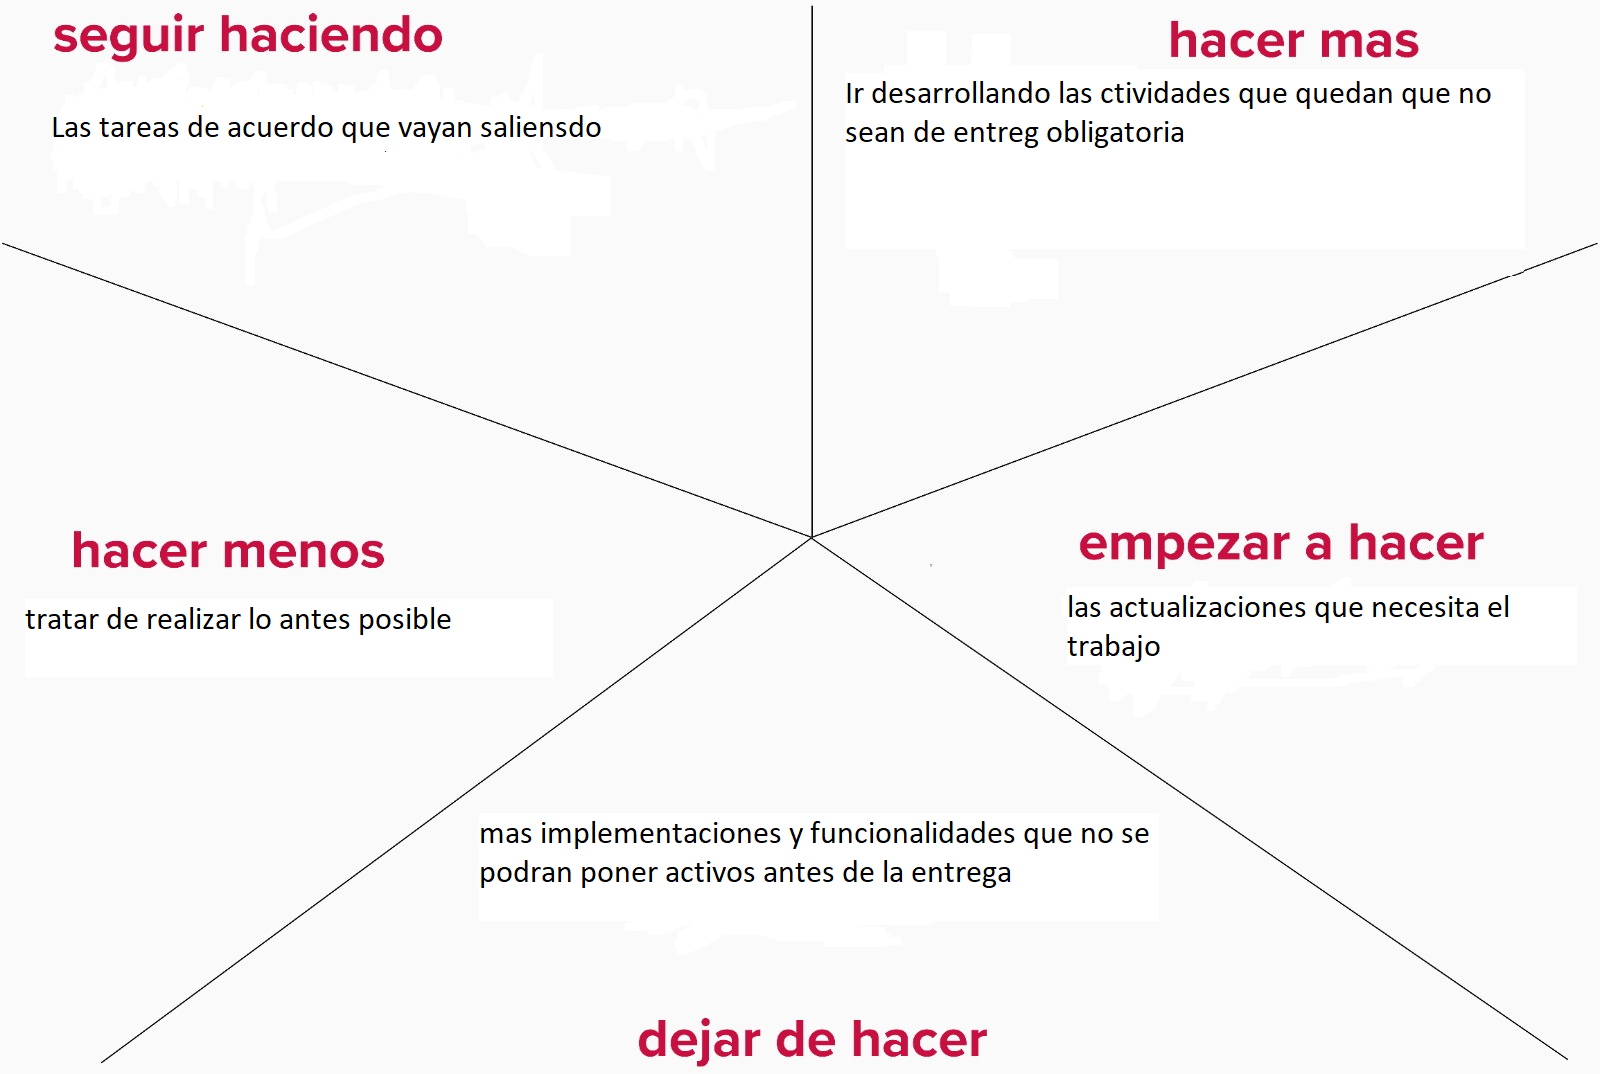 seguir haciendo
Las tareas de acuerdo que vayan saliensdo
hacer mas
Ir desarrollando las ctividades que quedan que no
sean de entreg obligatoria
hacer menos
tratar de realizar lo antes posible
empezar a hacer
las actualizaciones que necesita el
trabajo
mas implementaciones y funcionalidades que no se
podran poner activos antes de la entrega
dejar de hacer